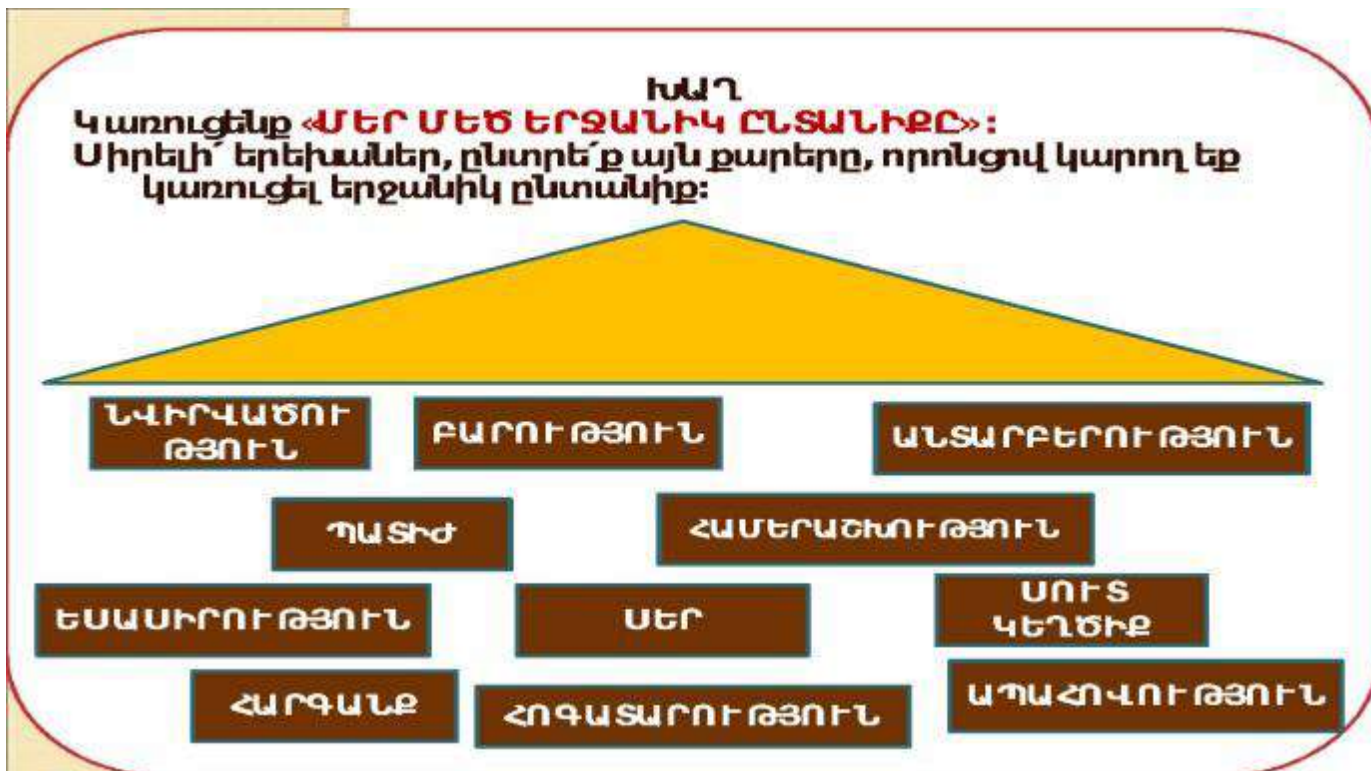 ԽԱՂ
Կառուցենք «ՄԵՐ ՄԵԾ ԵՐՋԱՆԻԿ ԸՆՏԱՆԻՔԸ»:
Սիրելի՛ երեխաներ, ընտրե՛ք այն քարերը, որոնցով կարող եք
կառուցել երջանիկ ընտանիք:
ՆՎԻՐՎԱԾՈՒ
ԹՅՈՒՆ
ԲԱՐՈՒԹՅՈՒՆ
ԱՆՏԱՐԲԵՐՈՒԹՅՈՒՆ
ՊԱՏԻԺ
ՀԱՄԵՐԱՇԽՈՒԹՅՈՒՆ
ԵՍԱՍԻՐՈՒԹՅՈՒՆ
ՍԵՐ
ՍՈՒՏ
ԿԵՂԾԻՔ
ՀԱՐԳԱՆՔ
ՀՈԳԱՏԱՐՈՒԹՅՈՒՆ
ԱՊԱՀՈՎՈՒԹՅՈՒՆ